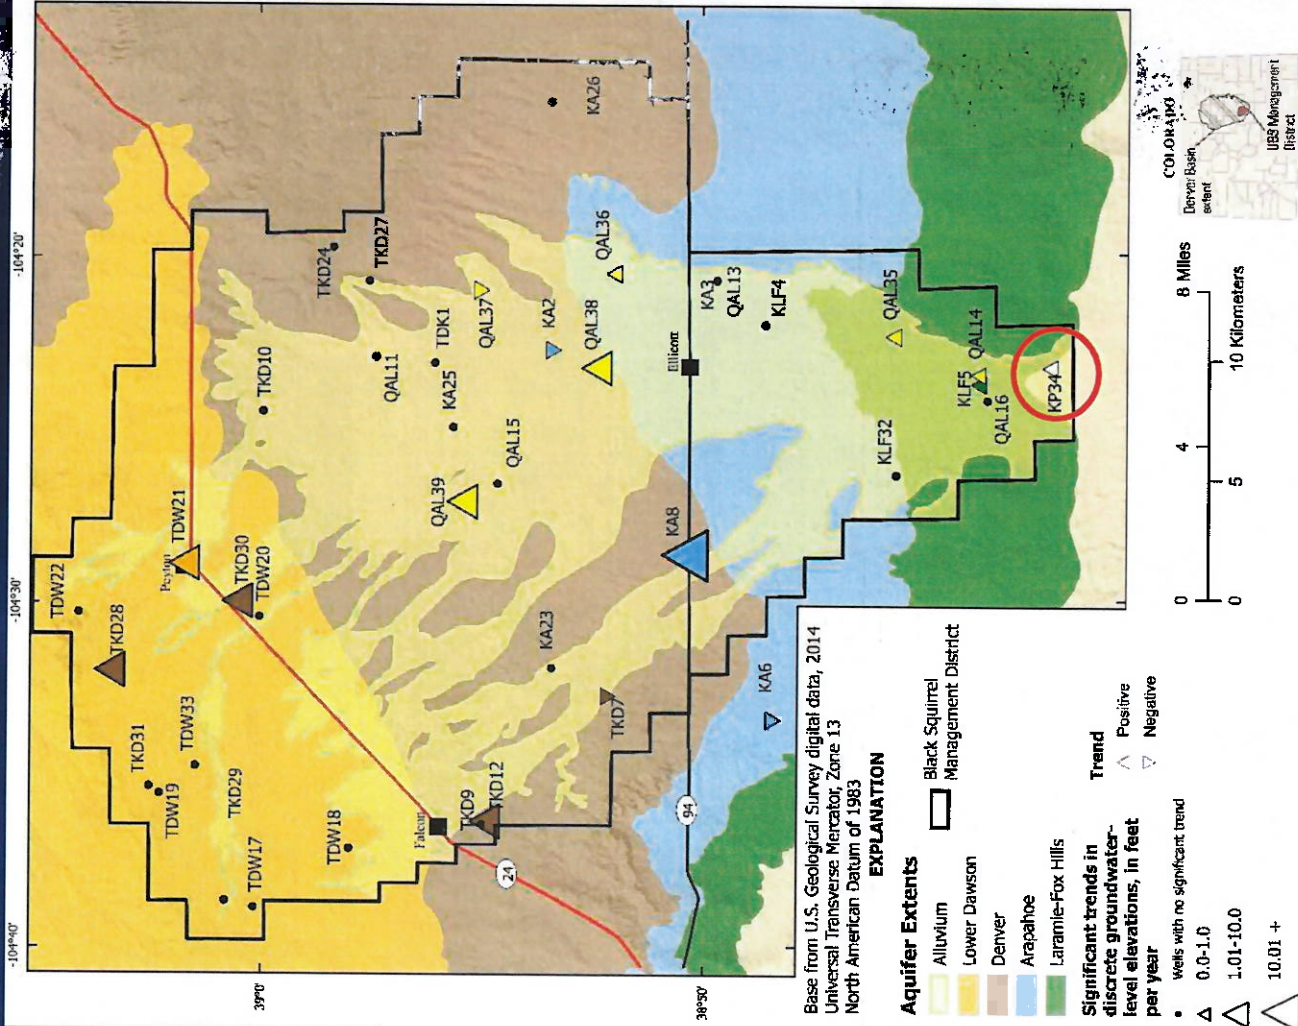 -104°40'
-104°30'
-104°20'
39°0'
38°50'
TDW22
TKD28
Peyton
TDW21
TKD30
TDW20
TKD10
TKD31
TDW19
TDW33
TKD29
TDW17
TDW18
Falcon
TKD9
TKD12
24
TKD24
TKD27
QAL11
TDK1
QAL37
KA25
QAL15
QAL39
KA2
QAL38
QAL36
KA26
KA23
TKD7
KA8
Ellicott
94
KA6
KA3
QAL13
KLF4
KLF32
QAL35
KLF5
QAL14
QAL16
KP34
Base from U.S. Geological Survey digital data, 2014
Universal Transverse Mercator, Zone 13
North American Datum of 1983
EXPLANATION
Aquifer Extents
Alluvium
Lower Dawson
Denver
Arapahoe
Laramie-Fox Hills
Black Squirrel
Management District
Significant trends in
discrete groundwater-
level elevations, in feet
per year
Wells with no significant trend
0.0-1.0
1.01-10.0
10.01 +
Trend
Positive
Negative
0 4 8 Miles
0 5 10 Kilometers
COLORADO
Denver Basin
extent
UBS Management
District